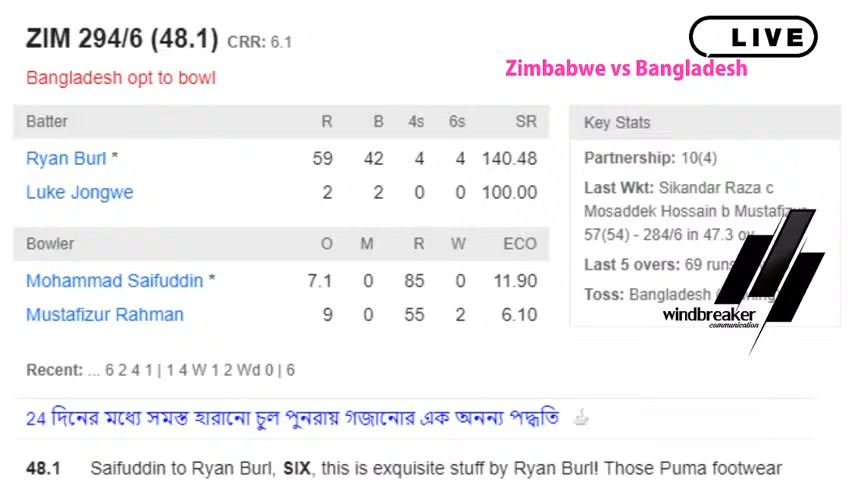 ZIM 294/6 (48.1) CRR: 6.1
LIVE
Zimbabwe vs Bangladesh
Bangladesh opt to bowl
Batter R B 4s 6s SR
Ryan Burl * 59 42 4 4 140.48
Luke Jongwe 2 2 0 0 100.00
Bowler O M R W ECO
Mohammad Saifuddin * 7.1 0 85 0 11.90
Mustafizur Rahman 9 0 55 2 6.10
Key Stats
Partnership: 10(4)
Last Wkt: Sikandar Raza c
Mosaddek Hossain b Mustafizur
57(54) - 284/6 in 47.3 ov
Last 5 overs: 69 runs
Toss: Bangladesh
windbreaker
communication
Recent: ... 6 2 4 1 | 1 4 W 1 2 Wd 0 | 6
24 দিনের মধ্যে সমস্ত হারানো চুল পুনরায় গজানোর এক অনন্য পদ্ধতি
48.1 Saifuddin to Ryan Burl, SIX, this is exquisite stuff by Ryan Burl! Those Puma footwear